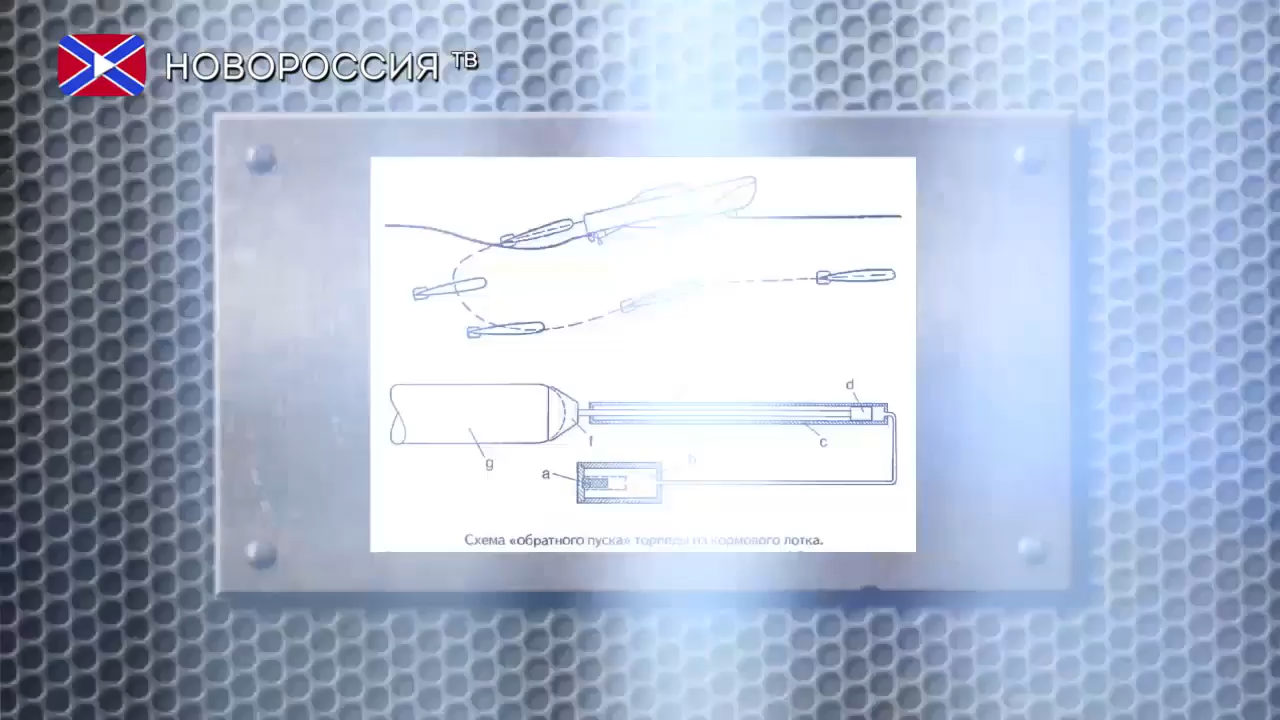 НОВОРОССИЯ ТВ
d
f
c
g
b
a
Схема «обратного пуска» торпеды из кормового лотка.